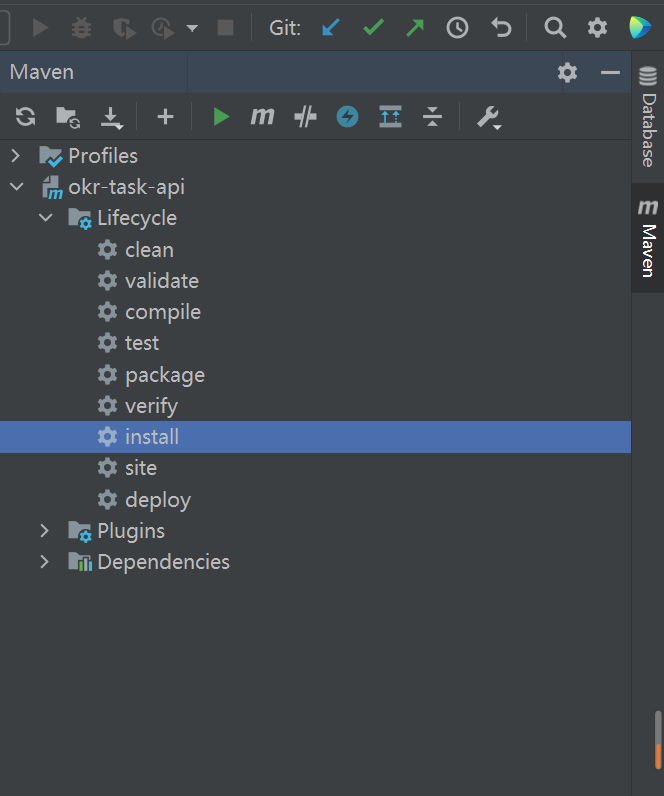 Git:
Maven
Profiles
okr-task-api
Lifecycle
clean
validate
compile
test
package
verify
install
site
deploy
Plugins
Dependencies
Database
m Maven